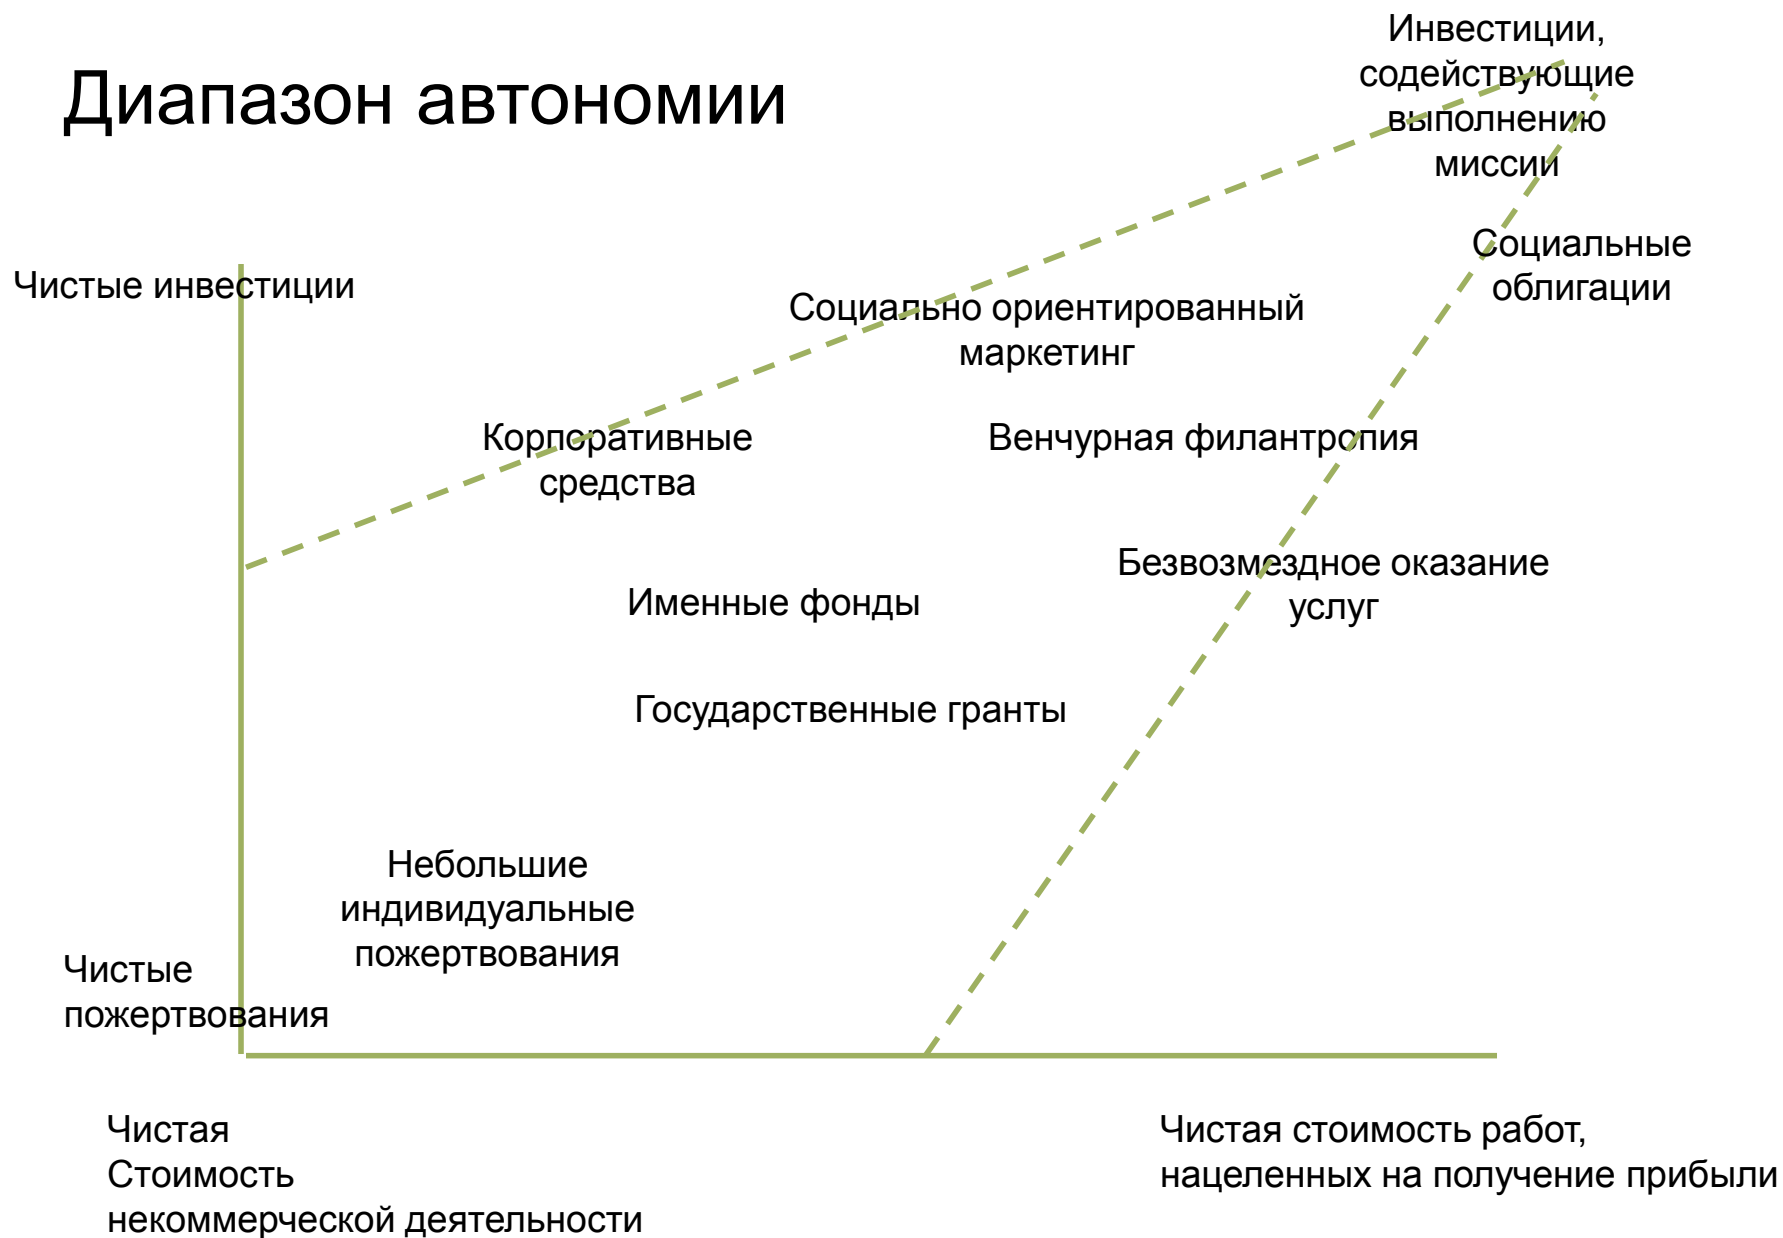 Диапазон автономии
Инвестиции,
содействующие
выполнению
миссии
Социальные
облигации
Чистые инвестиции
Социально ориентированный
маркетинг
Корпоративные
средства
Венчурная филантропия
Безвозмездное оказание
услуг
Именные фонды
Государственные гранты
Небольшие
индивидуальные
пожертвования
Чистые
пожертвования
Чистая
Стоимость
некоммерческой деятельности
Чистая стоимость работ,
нацеленных на получение прибыли